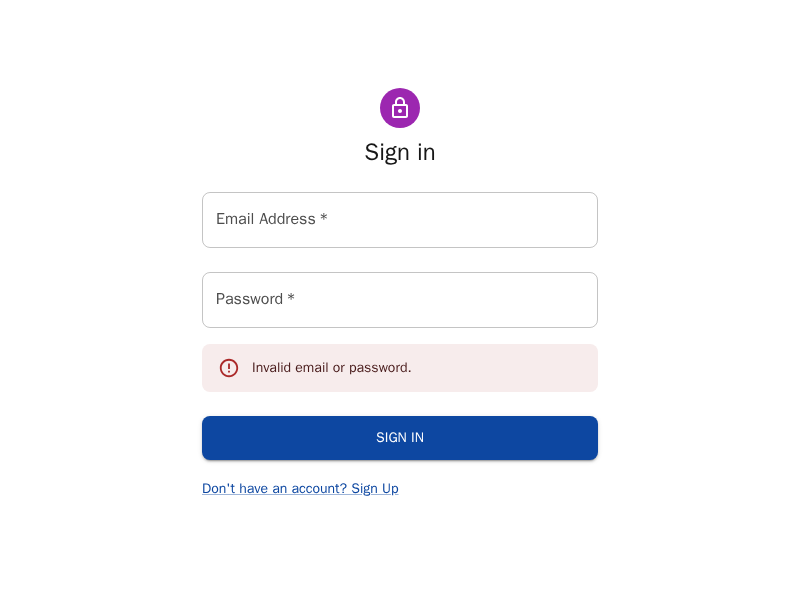 Sign in
Email Address *
Password *
Invalid email or password.
SIGN IN
Don't have an account? Sign Up